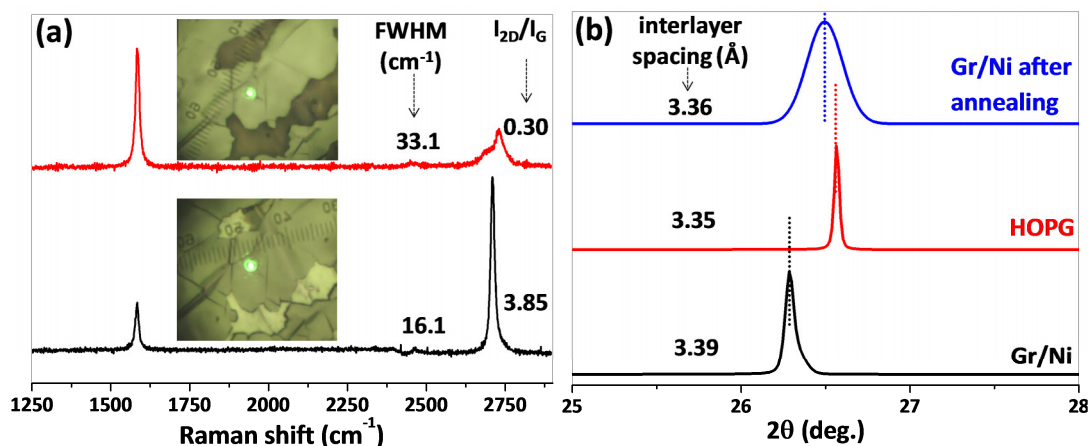 (a)
FWHM
(cm⁻¹)
I₂D/I_G
33.1
0.30
16.1
3.85
1250 1500 1750 2000 2250 2500 2750
Raman shift (cm⁻¹)
(b)
interlayer
spacing (Å)
3.36
Gr/Ni after
annealing
3.35
HOPG
3.39
Gr/Ni
25 26 27 28
2θ (deg.)